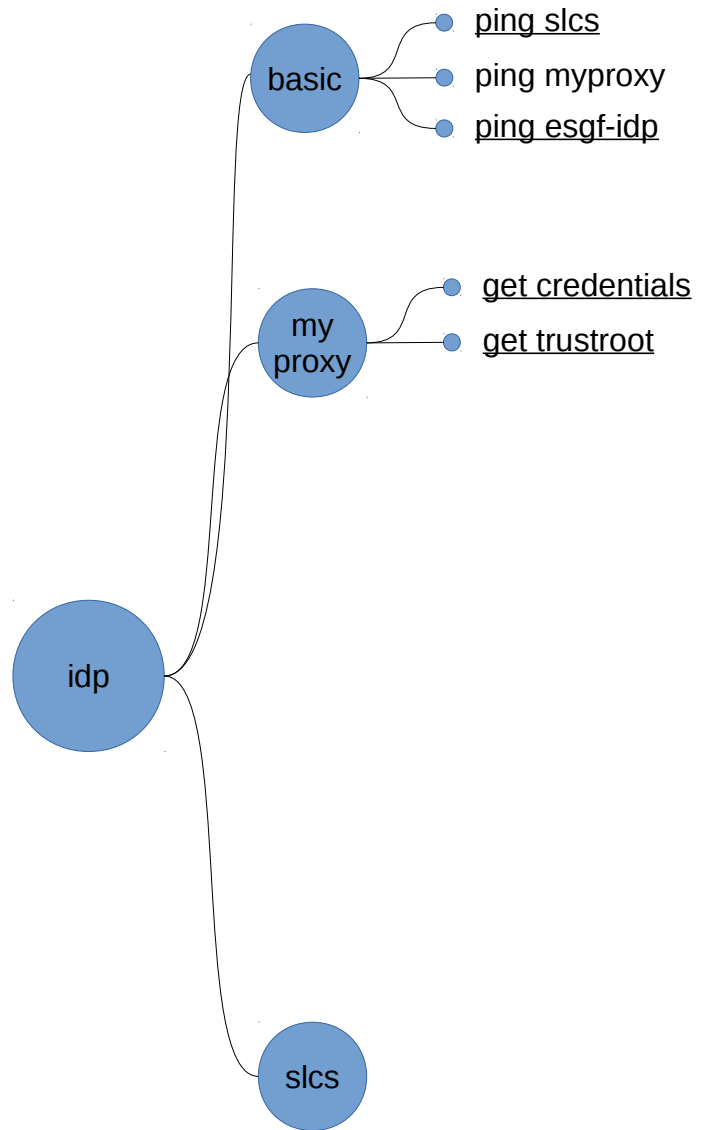 basic
ping slcs
ping myproxy
ping esgf-idp
my
proxy
get credentials
get trustroot
idp
slcs